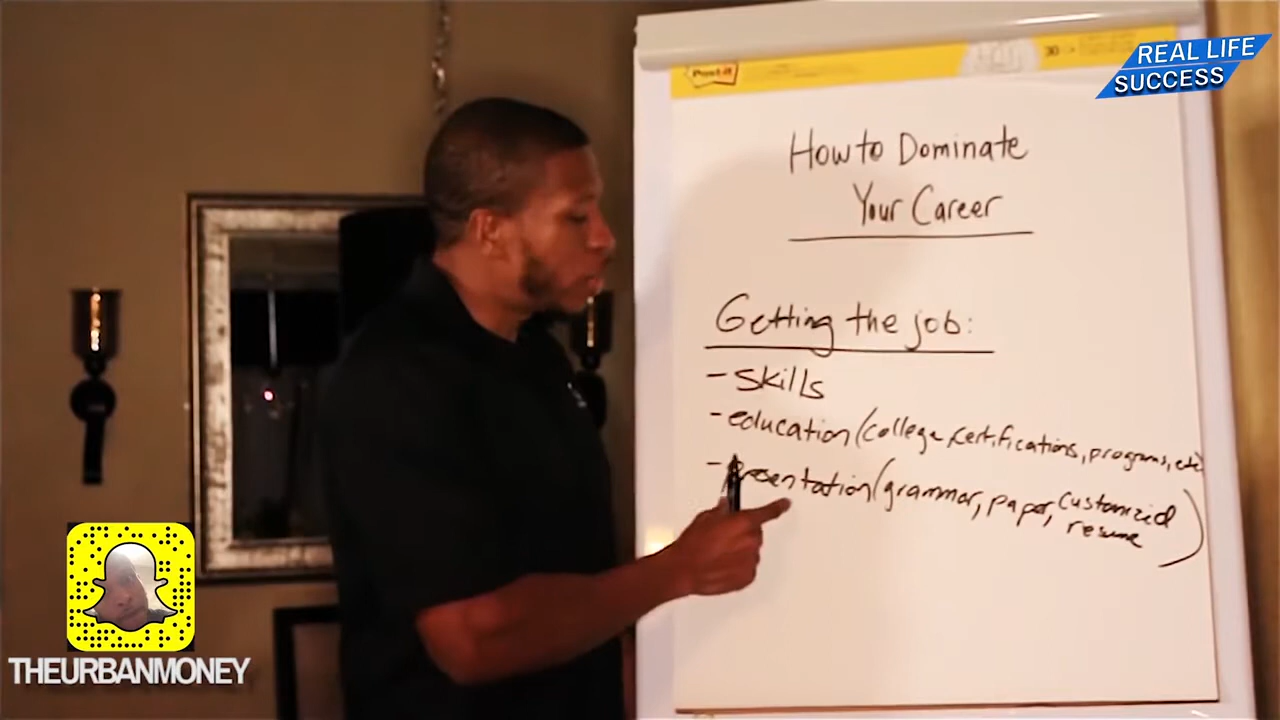 Post-it
30
REAL LIFE
SUCCESS
How to Dominate
Your Career
Getting the job:
- skills
- education (college, certifications, programs, etc)
- presentation (grammar, paper, customized
resume)
THEURBANMONEY